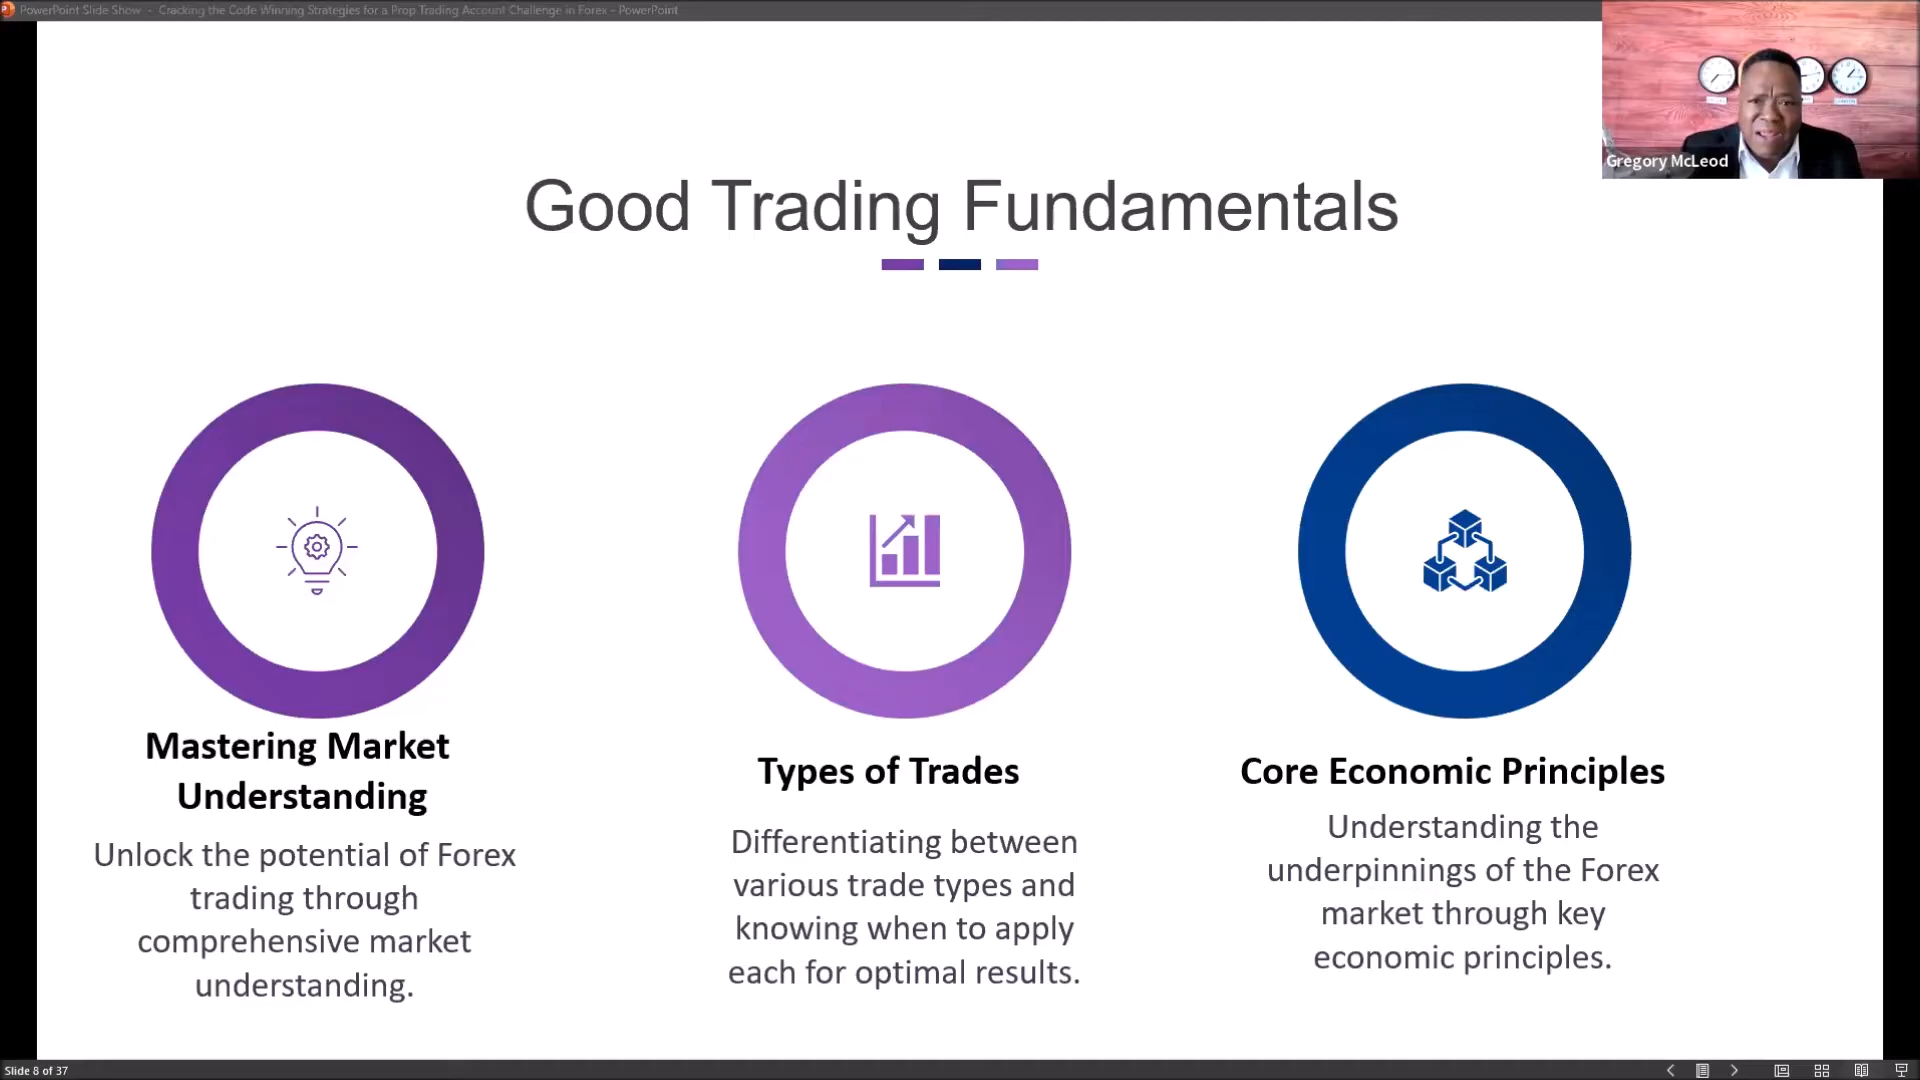 PowerPoint Slide Show - Cracking the Code Winning Strategies for a Prop Trading Account Challenge in Forex - PowerPoint
Gregory McLeod
Good Trading Fundamentals
Mastering Market
Understanding
Unlock the potential of Forex
trading through
comprehensive market
understanding.
Types of Trades
Differentiating between
various trade types and
knowing when to apply
each for optimal results.
Core Economic Principles
Understanding the
underpinnings of the Forex
market through key
economic principles.
Slide 8 of 37